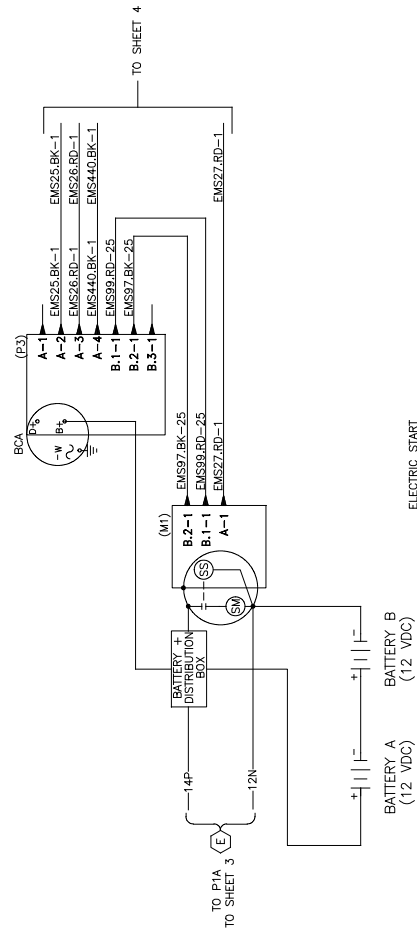 TO SHEET 4
BCA
(P3)
D+
B+
~W
A-1
A-2
A-3
A-4
B.1-1
B.2-1
B.3-1
EMS25.BK-1
EMS26.RD-1
EMS440.BK-1
EMS99.RD-25
EMS97.BK-25
EMS25.BK-1
EMS26.RD-1
EMS440.BK-1
EMS27.RD-1
(M1)
B.2-1
B.1-1
A-1
EMS97.BK-25
EMS99.RD-25
EMS27.RD-1
SS
SM
BATTERY +
DISTRIBUTION
BOX
14P
12N
E
TO P1A
TO SHEET 3
+ -
BATTERY A
(12 VDC)
+ -
BATTERY B
(12 VDC)
ELECTRIC START